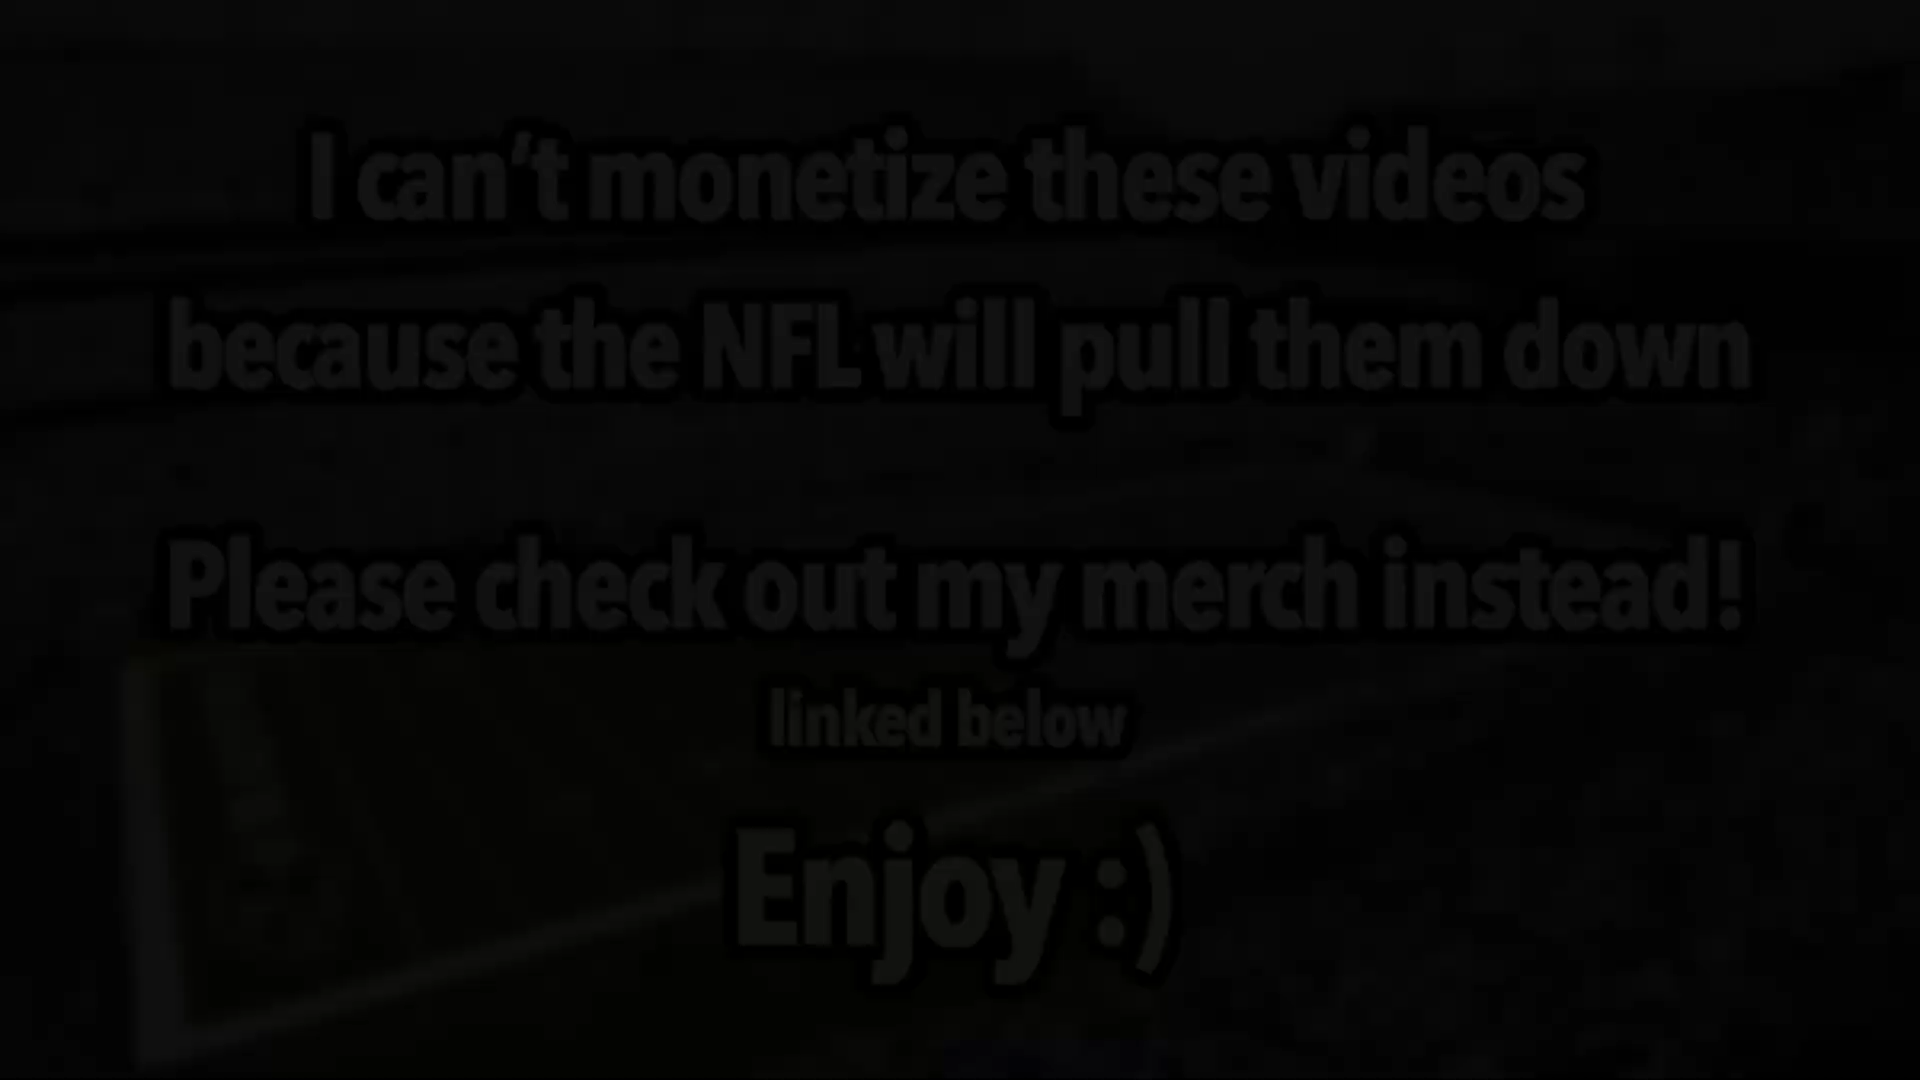 I can't monetize these videos
because the NFL will pull them down
Please check out my merch instead!
linked below
Enjoy :)